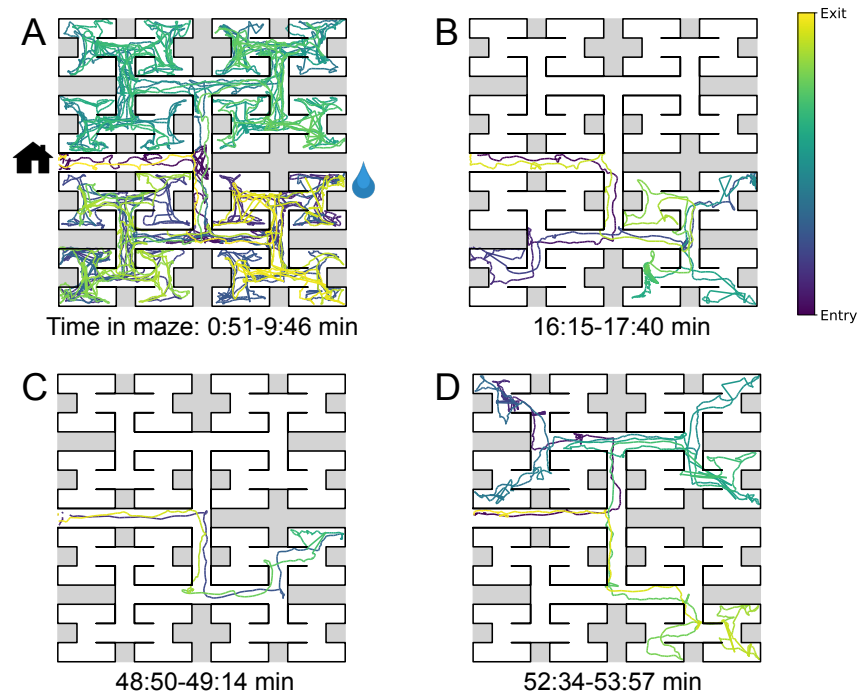 A
B
Exit
Entry
Time in maze: 0:51-9:46 min
16:15-17:40 min
C
D
48:50-49:14 min
52:34-53:57 min